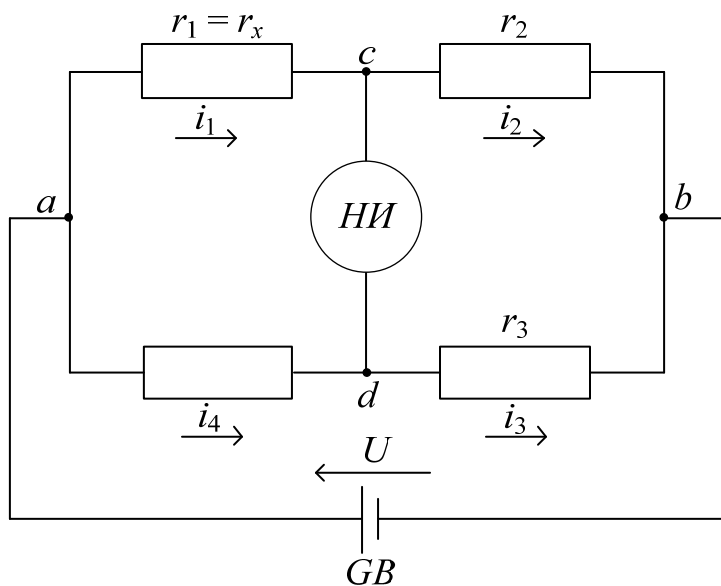 r₁ = rₓ
r₂
c
i₁
i₂
a
НИ
b
r₃
d
i₄
i₃
U
GB